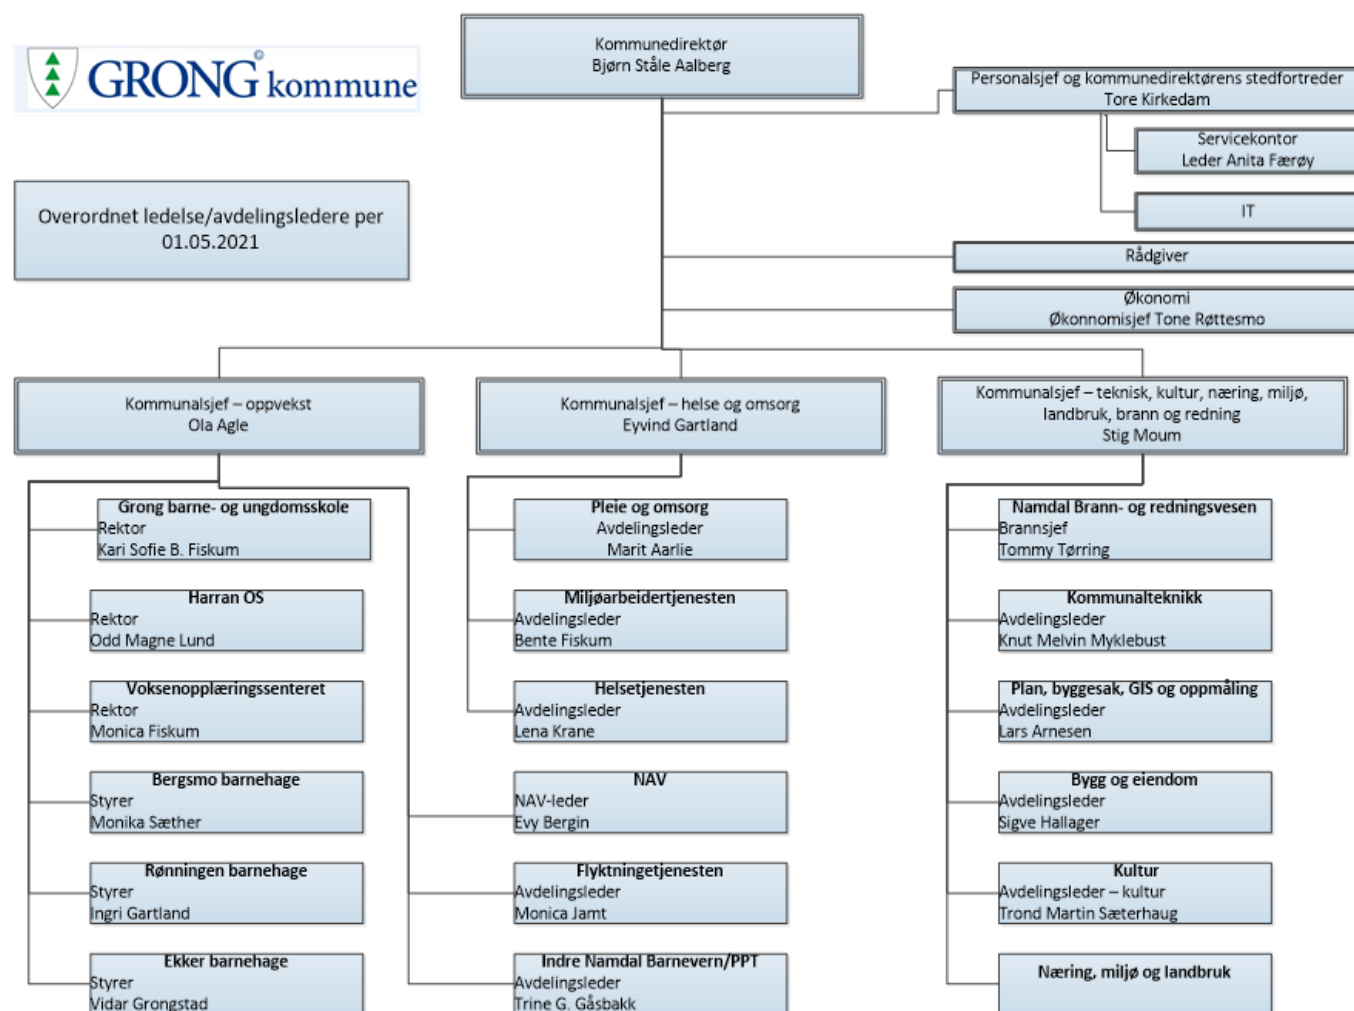 GRONG© kommune
Kommunedirektør
Bjørn Ståle Aalberg
Personalsjef og kommunedirektørens stedfortreder
Tore Kirkedam
Servicekontor
Leder Anita Færøy
IT
Overordnet ledelse/avdelingsledere per
01.05.2021
Rådgiver
Økonomi
Økonnomisjef Tone Røttesmo
Kommunalsjef – oppvekst
Ola Agle
Kommunalsjef – helse og omsorg
Eyvind Gartland
Kommunalsjef – teknisk, kultur, næring, miljø,
landbruk, brann og redning
Stig Moum
Grong barne- og ungdomsskole
Rektor
Kari Sofie B. Fiskum
Harran OS
Rektor
Odd Magne Lund
Voksenopplæringssenteret
Rektor
Monica Fiskum
Bergsmo barnehage
Styrer
Monika Sæther
Rønningen barnehage
Styrer
Ingri Gartland
Ekker barnehage
Styrer
Vidar Grongstad
Pleie og omsorg
Avdelingsleder
Marit Aarlie
Miljøarbeidertjenesten
Avdelingsleder
Bente Fiskum
Helsetjenesten
Avdelingsleder
Lena Krane
NAV
NAV-leder
Evy Bergin
Flyktningetjenesten
Avdelingsleder
Monica Jamt
Indre Namdal Barnevern/PPT
Avdelingsleder
Trine G. Gåsbakk
Namdal Brann- og redningsvesen
Brannsjef
Tommy Tørring
Kommunalteknikk
Avdelingsleder
Knut Melvin Myklebust
Plan, byggesak, GIS og oppmåling
Avdelingsleder
Lars Arnesen
Bygg og eiendom
Avdelingsleder
Sigve Hallager
Kultur
Avdelingsleder – kultur
Trond Martin Sæterhaug
Næring, miljø og landbruk